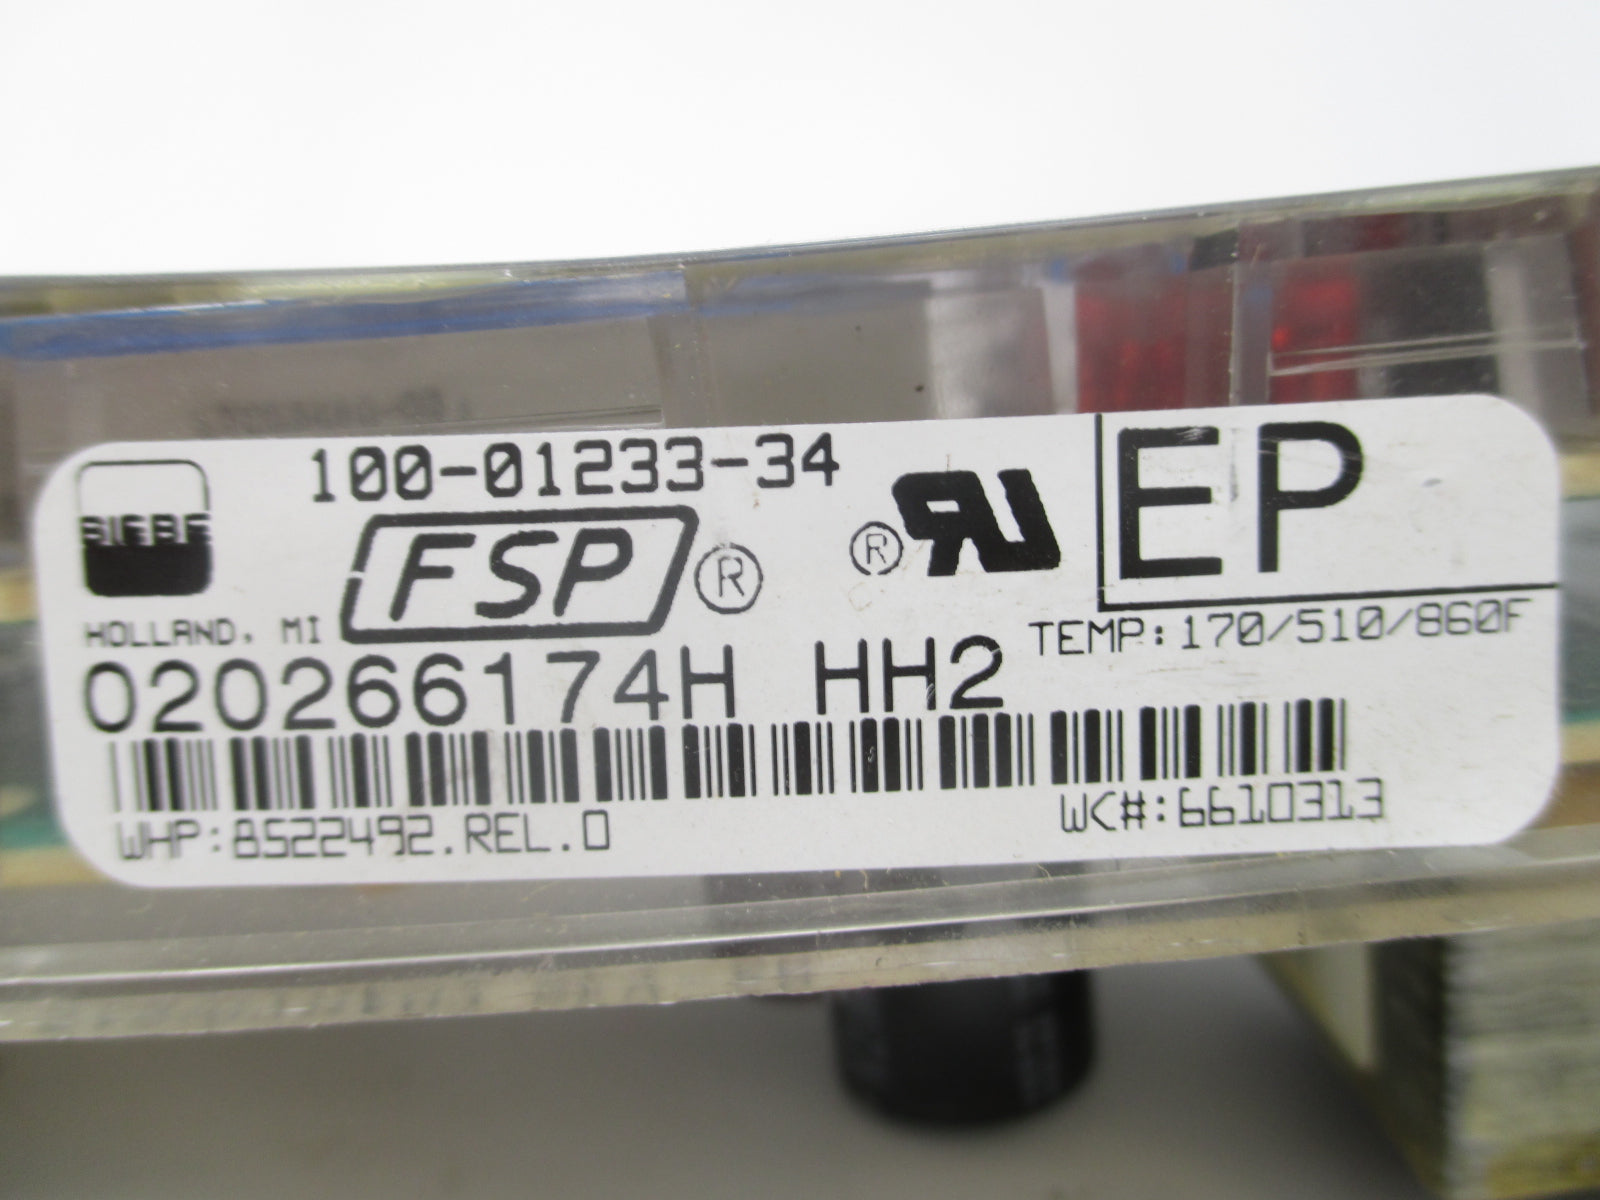 100-01233-34
FSP ®
® RU
EP
HOLLAND, MI
TEMP:170/510/860F
020266174H HH2
WHP:8522492.REL.0
WC#:6610313